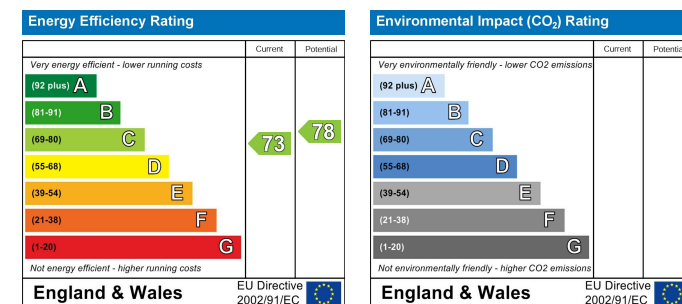 Energy Efficiency Rating
Current Potential
Very energy efficient - lower running costs
(92 plus) A
(81-91) B
(69-80) C
(55-68) D
(39-54) E
(21-38) F
(1-20) G
73
78
Not energy efficient - higher running costs
England & Wales
EU Directive
2002/91/EC
Environmental Impact (CO₂) Rating
Current Potentia
Very environmentally friendly - lower CO2 emissions
(92 plus) A
(81-91) B
(69-80) C
(55-68) D
(39-54) E
(21-38) F
(1-20) G
Not environmentally friendly - higher CO2 emissions
England & Wales
EU Directive
2002/91/EC